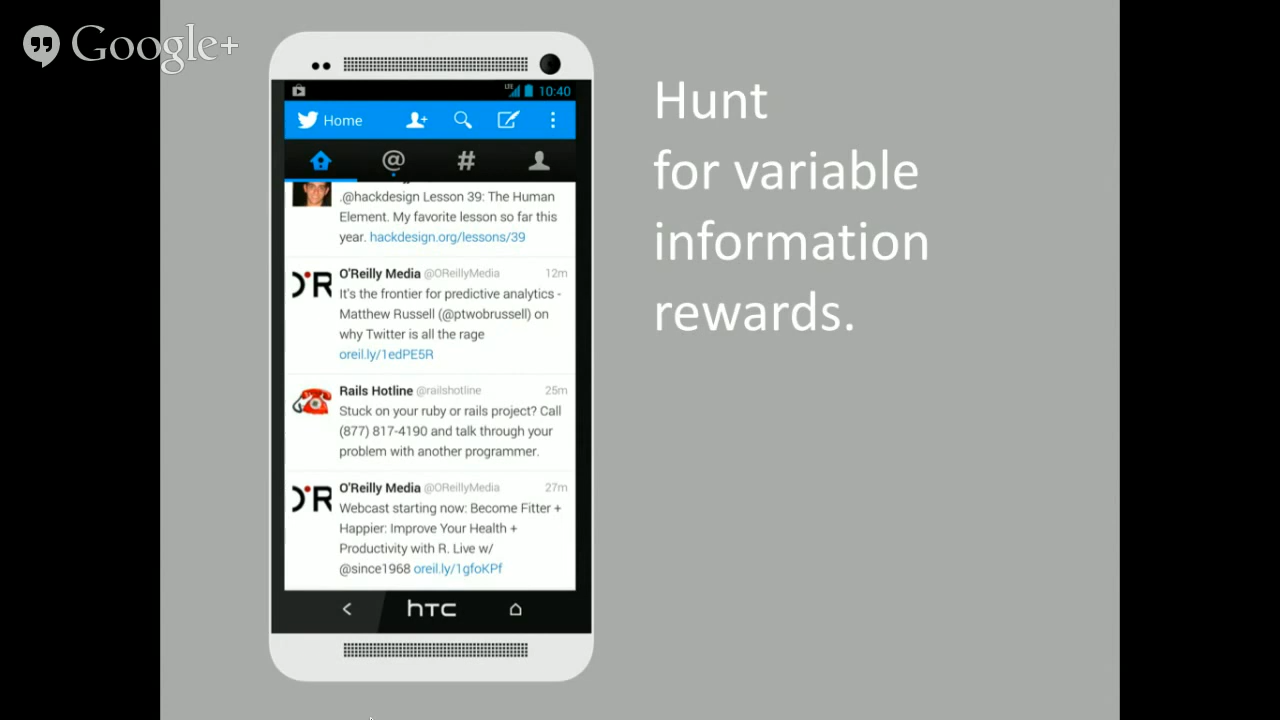 Google+
LTE 10:40
Home
@ #
.@hackdesign Lesson 39: The Human
Element. My favorite lesson so far this
year. hackdesign.org/lessons/39
O'R
O'Reilly Media @OReillyMedia 12m
It's the frontier for predictive analytics -
Matthew Russell (@ptwobrussell) on
why Twitter is all the rage
oreil.ly/1edPE5R
Rails Hotline @railshotline 25m
Stuck on your ruby or rails project? Call
(877) 817-4190 and talk through your
problem with another programmer.
O'R
O'Reilly Media @OReillyMedia 27m
Webcast starting now: Become Fitter +
Happier: Improve Your Health +
Productivity with R. Live w/
@since1968 oreil.ly/1gfoKPf
hTC
Hunt
for variable
information
rewards.